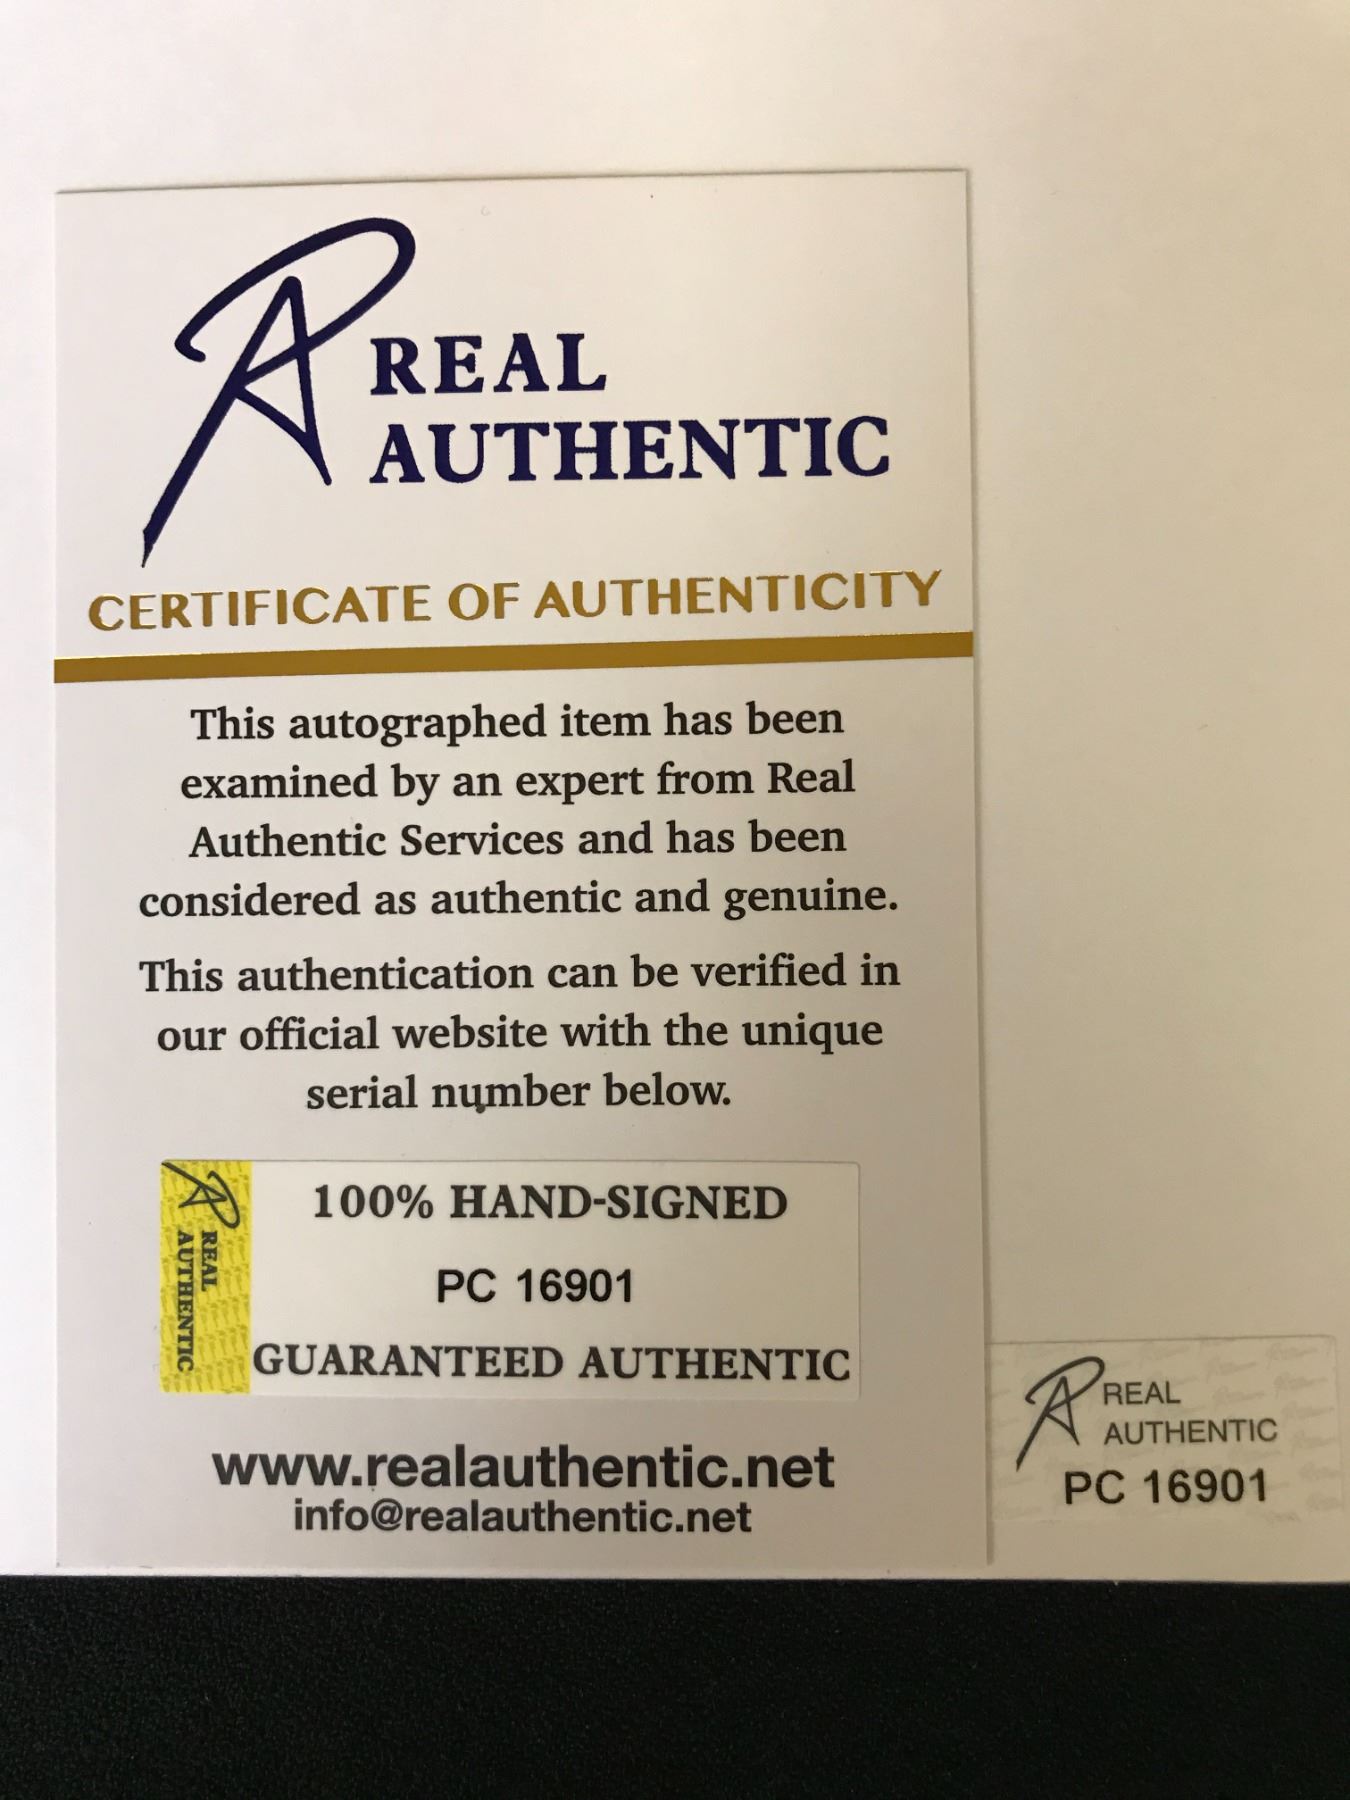 REAL
AUTHENTIC
CERTIFICATE OF AUTHENTICITY
This autographed item has been
examined by an expert from Real
Authentic Services and has been
considered as authentic and genuine.
This authentication can be verified in
our official website with the unique
serial number below.
REAL
AUTHENTIC
100% HAND-SIGNED
PC 16901
GUARANTEED AUTHENTIC
www.realauthentic.net
info@realauthentic.net
REAL
AUTHENTIC
PC 16901